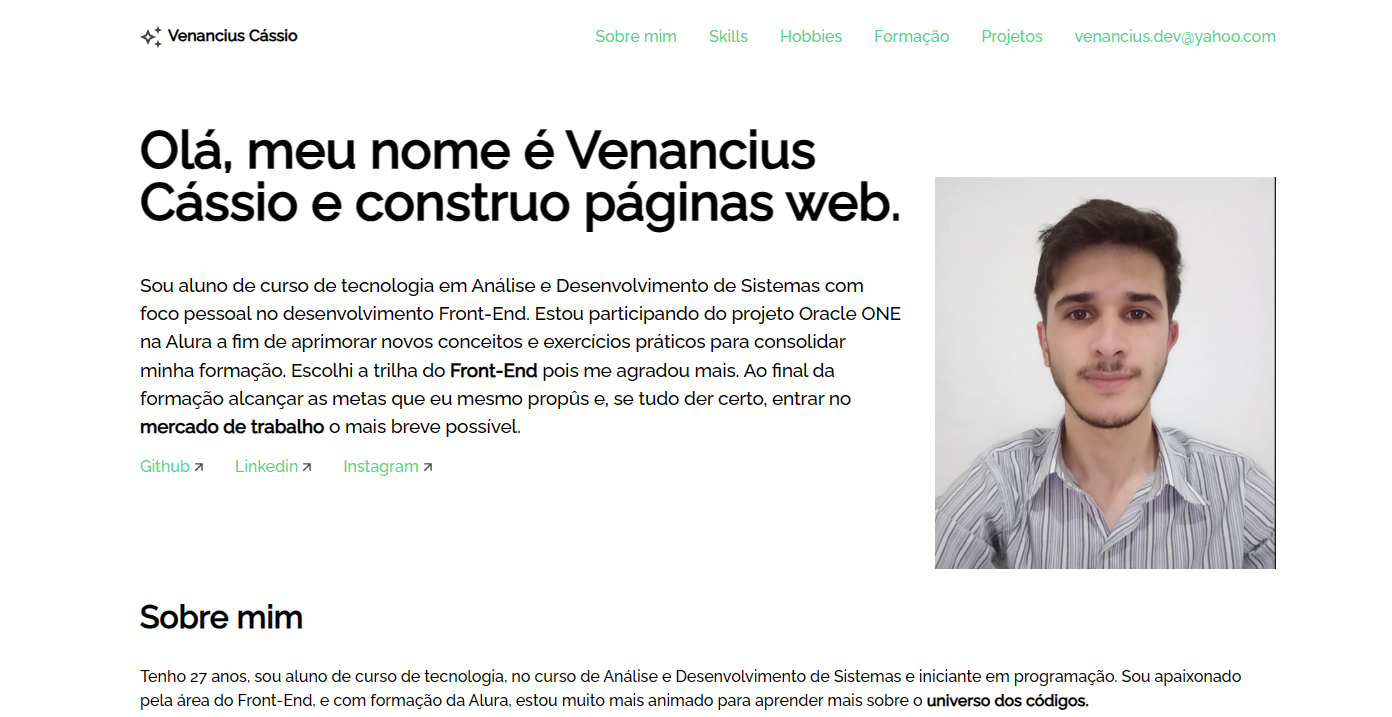 Venancius Cássio
Sobre mim Skills Hobbies Formação Projetos venancius.dev@yahoo.com
Olá, meu nome é Venancius
Cássio e construo páginas web.
Sou aluno de curso de tecnologia em Análise e Desenvolvimento de Sistemas com
foco pessoal no desenvolvimento Front-End. Estou participando do projeto Oracle ONE
na Alura a fim de aprimorar novos conceitos e exercícios práticos para consolidar
minha formação. Escolhi a trilha do Front-End pois me agradou mais. Ao final da
formação alcançar as metas que eu mesmo propûs e, se tudo der certo, entrar no
mercado de trabalho o mais breve possível.
Github Linkedin Instagram
Sobre mim
Tenho 27 anos, sou aluno de curso de tecnologia, no curso de Análise e Desenvolvimento de Sistemas e iniciante em programação. Sou apaixonado
pela área do Front-End, e com formação da Alura, estou muito mais animado para aprender mais sobre o universo dos códigos.